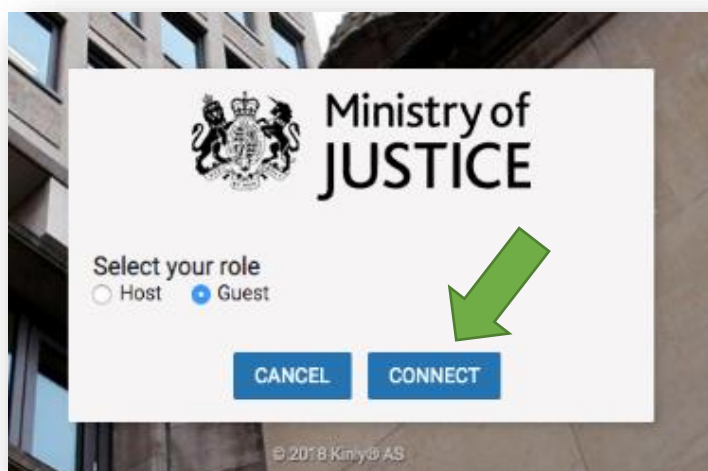 Ministry of
JUSTICE
Select your role
Host Guest
CANCEL CONNECT
© 2018 Kinly® AS